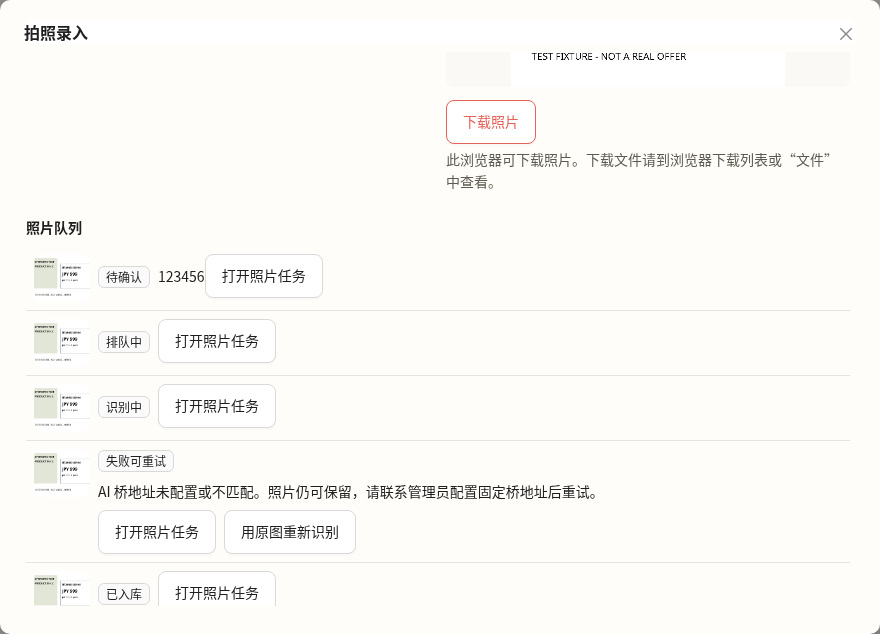 拍照录入
TEST FIXTURE - NOT A REAL OFFER
下载照片
此浏览器可下载照片。下载文件请到浏览器下载列表或“文件”
中查看。
照片队列
待确认 123456 打开照片任务
排队中 打开照片任务
识别中 打开照片任务
失败可重试
AI 桥地址未配置或不匹配。照片仍可保留，请联系管理员配置固定桥地址后重试。
打开照片任务 用原图重新识别
已入库 打开照片任务